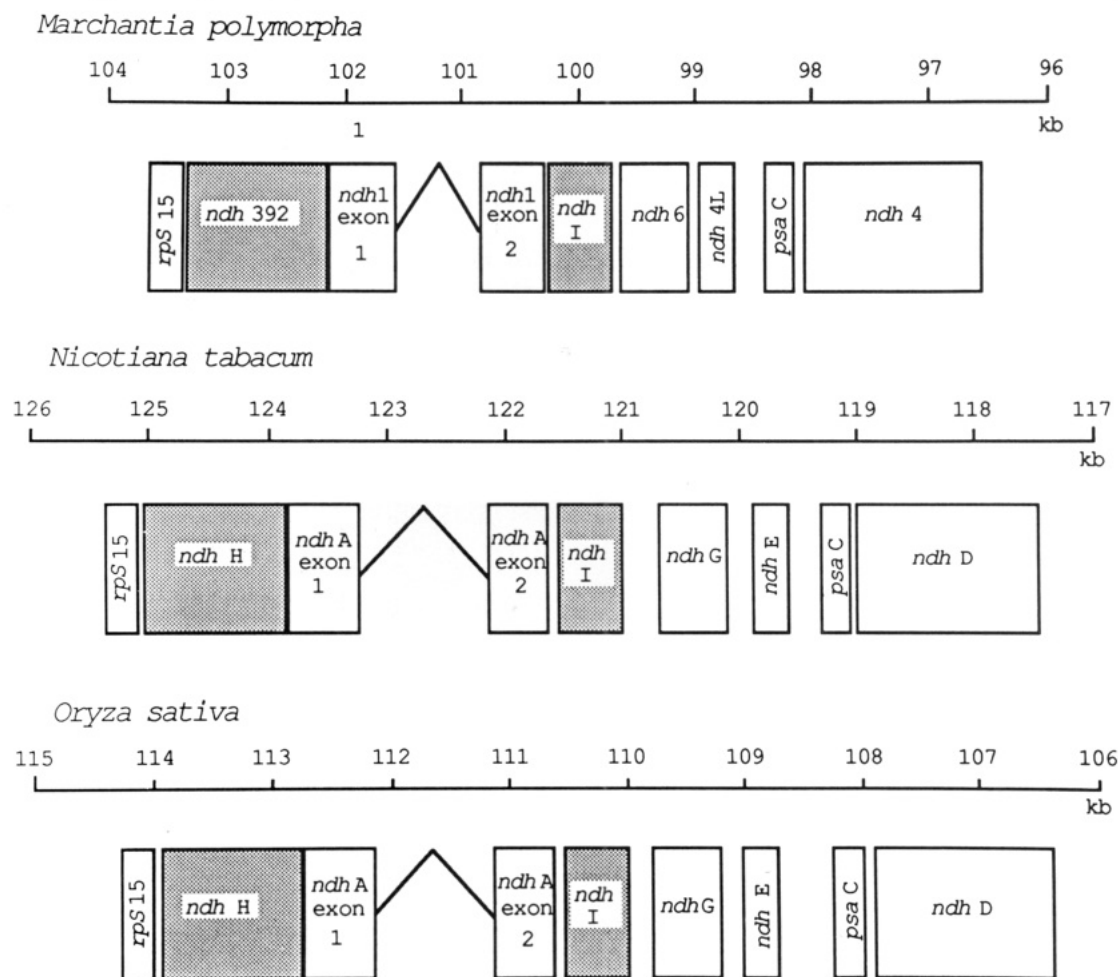 Marchantia polymorpha
104 103 102 101 100 99 98 97 96
kb
1
rpS 15
ndh 392
ndh1
exon
1
ndh1
exon
2
ndh
I
ndh 6
ndh 4L
psa C
ndh 4
Nicotiana tabacum
126 125 124 123 122 121 120 119 118 117
kb
rpS 15
ndh H
ndh A
exon
1
ndh A
exon
2
ndh
I
ndh G
ndh E
psa C
ndh D
Oryza sativa
115 114 113 112 111 110 109 108 107 106
kb
rpS 15
ndh H
ndh A
exon
1
ndh A
exon
2
ndh
I
ndh G
ndh E
psa C
ndh D